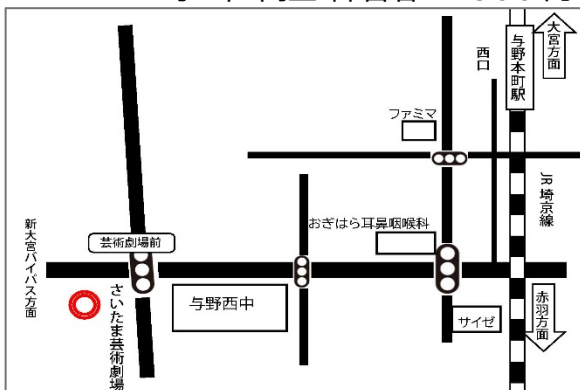 大宮方面
与野本町駅
西口
ファミマ
JR埼京線
おぎはら耳鼻咽喉科
芸術劇場前
新大宮バイパス方面
さいたま芸術劇場
与野西中
サイゼ
赤羽方面